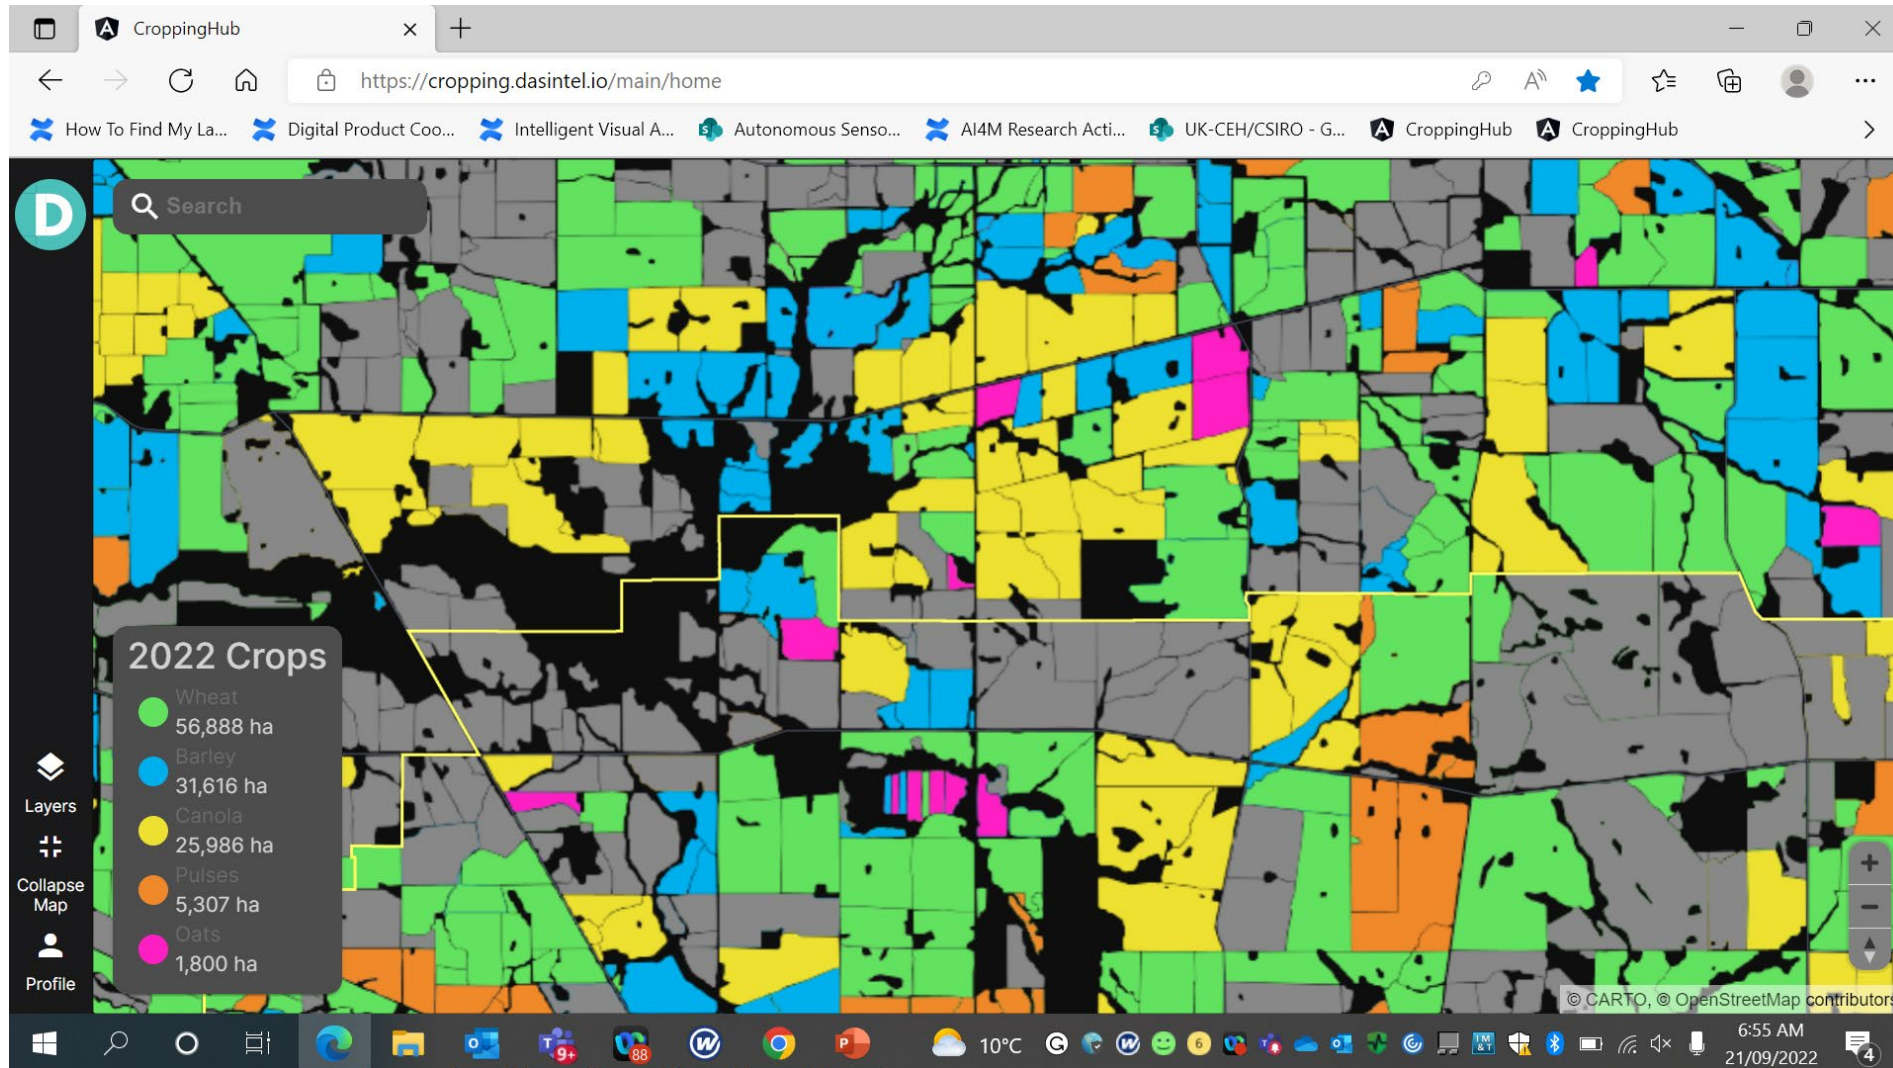 CroppingHub
https://cropping.dasintel.io/main/home
How To Find My La...
Digital Product Coo...
Intelligent Visual A...
Autonomous Senso...
AI4M Research Acti...
UK-CEH/CSIRO - G...
CroppingHub
CroppingHub
D
Search
2022 Crops
Wheat
56,888 ha
Barley
31,616 ha
Canola
25,986 ha
Pulses
5,307 ha
Oats
1,800 ha
Layers
Collapse
Map
Profile
© CARTO, © OpenStreetMap contributors
9+
88
10°C
6:55 AM
21/09/2022
4